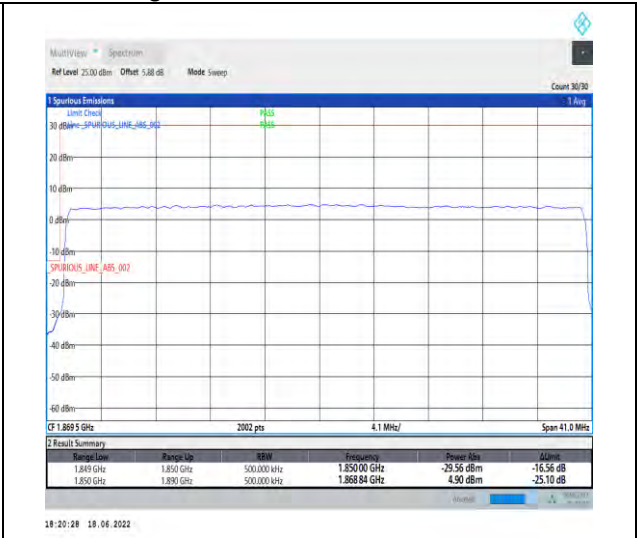 MultiView Spectrum
Ref Level 25.00 dBm Offset 5.88 dB Mode Sweep
Count 30/30
1 Spurious Emissions 1 Avg
Limit Check PASS
30 dBm Line _SPURIOUS_LINE_ABS_002 PASS
20 dBm
10 dBm
0 dBm
-10 dBm
_SPURIOUS_LINE_ABS_002
-20 dBm
-30 dBm
-40 dBm
-50 dBm
-60 dBm
CF 1.869 5 GHz 2002 pts 4.1 MHz/ Span 41.0 MHz
2 Result Summary
Range Low Range Up RBW Frequency Power Abs ΔLimit
1.849 GHz 1.850 GHz 500.000 kHz 1.850 00 GHz -29.56 dBm -16.56 dB
1.850 GHz 1.890 GHz 500.000 kHz 1.868 84 GHz 4.90 dBm -25.10 dB
18:20:28 18.06.2022